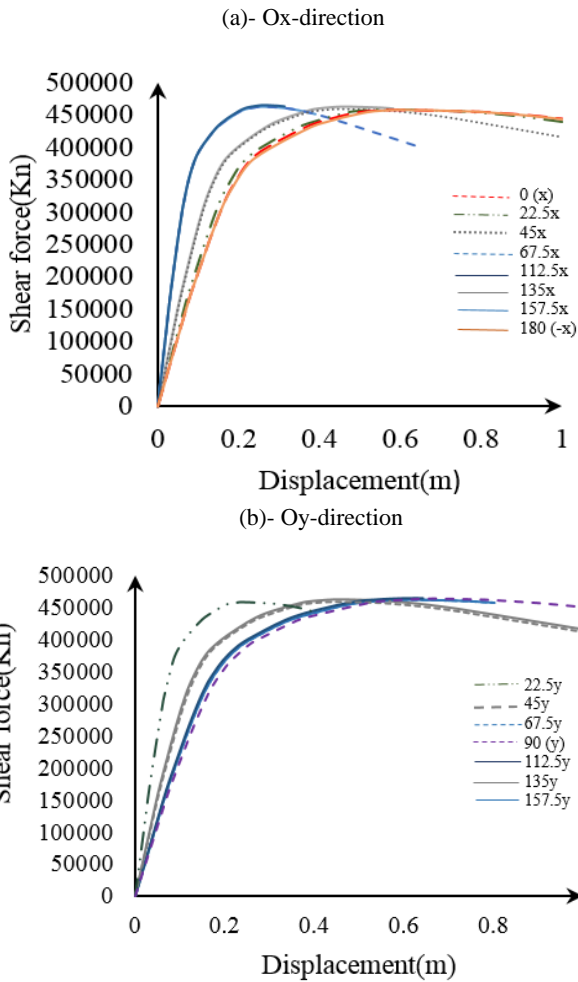 (a)- Ox-direction
500000
450000
400000
350000
300000
250000
200000
150000
100000
50000
0
Shear force(Kn)
0 (x)
22.5x
45x
67.5x
112.5x
135x
157.5x
180 (-x)
0 0.2 0.4 0.6 0.8 1
Displacement(m)
(b)- Oy-direction
500000
450000
400000
350000
300000
250000
200000
150000
100000
50000
0
Shear force(Kn)
22.5y
45y
67.5y
90 (y)
112.5y
135y
157.5y
0 0.2 0.4 0.6 0.8
Displacement(m)